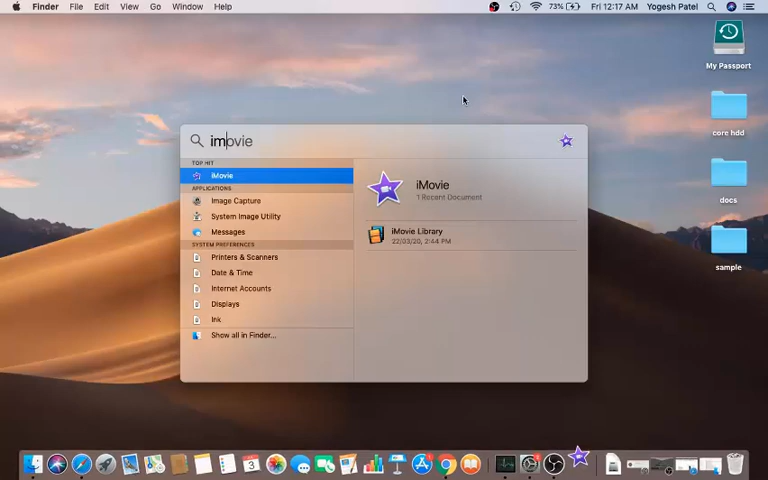 Finder File Edit View Go Window Help 73% Fri 12:17 AM Yogesh Patel
My Passport
core hdd
docs
sample
imovie
TOP HIT
iMovie
APPLICATIONS
Image Capture
System Image Utility
Messages
SYSTEM PREFERENCES
Printers & Scanners
Date & Time
Internet Accounts
Displays
Ink
Show all in Finder...
iMovie
1 Recent Document
iMovie Library
22/03/20, 2:44 PM
3